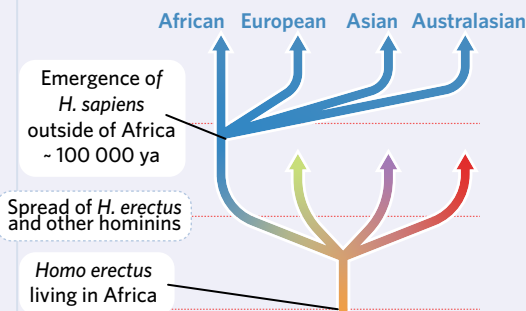 African European Asian Australasian
Emergence of
H. sapiens
outside of Africa
~ 100 000 ya
Spread of H. erectus
and other hominins
Homo erectus
living in Africa